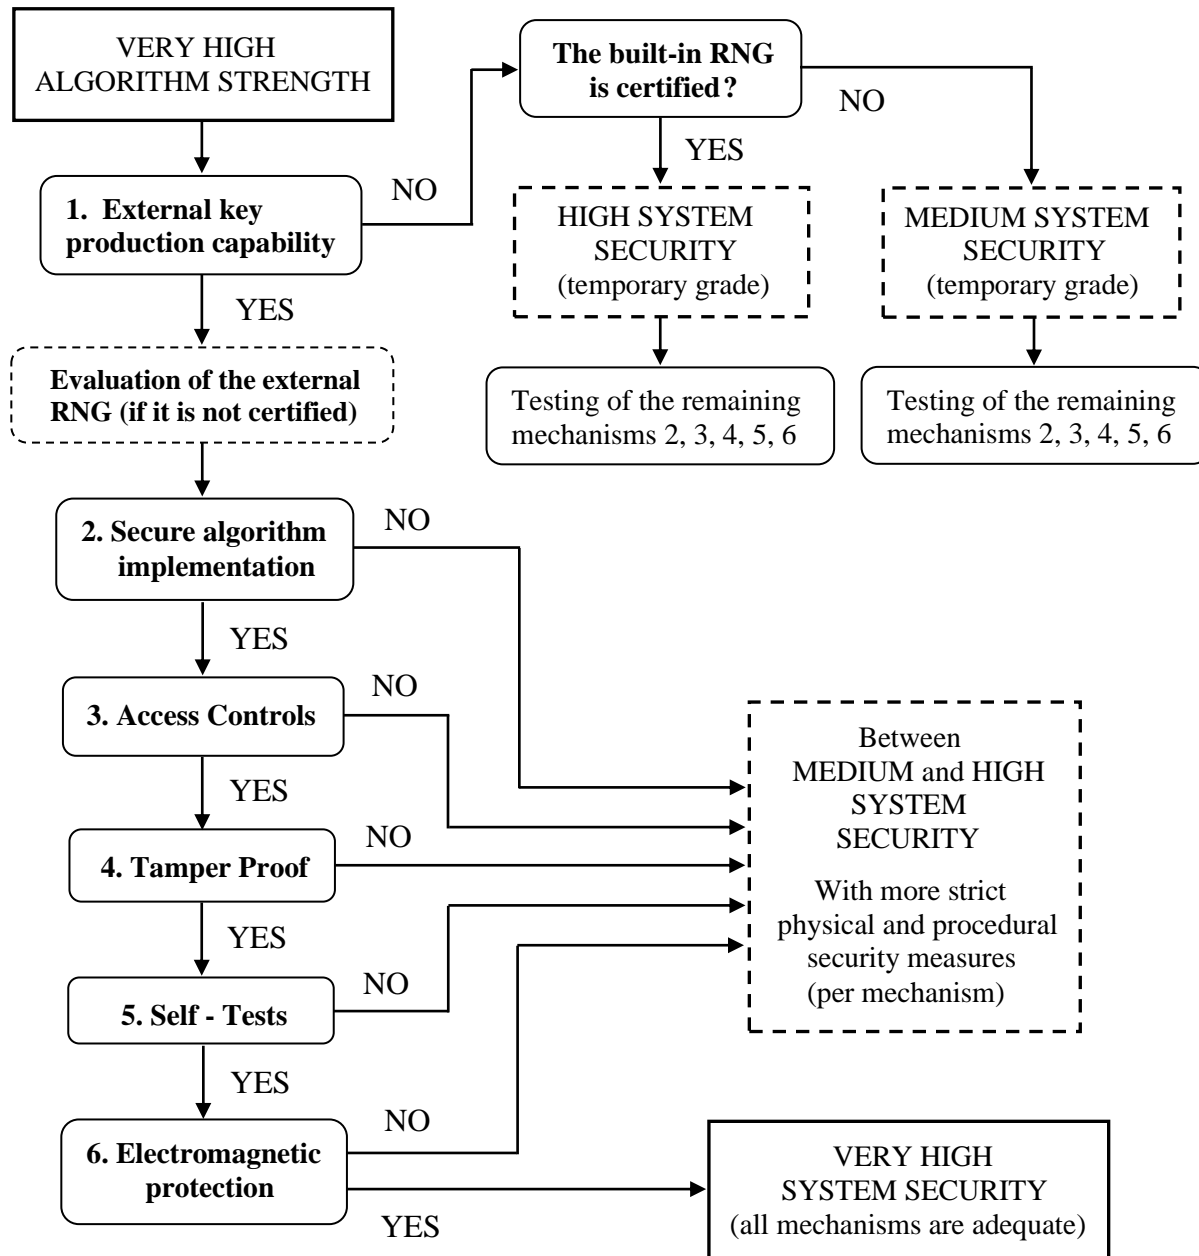 VERY HIGH
ALGORITHM STRENGTH
The built-in RNG
is certified?
NO
NO
YES
1. External key
production capability
HIGH SYSTEM
SECURITY
(temporary grade)
MEDIUM SYSTEM
SECURITY
(temporary grade)
YES
Evaluation of the external
RNG (if it is not certified)
Testing of the remaining
mechanisms 2, 3, 4, 5, 6
Testing of the remaining
mechanisms 2, 3, 4, 5, 6
2. Secure algorithm
implementation
NO
YES
3. Access Controls
NO
YES
4. Tamper Proof
NO
YES
5. Self - Tests
NO
YES
6. Electromagnetic
protection
NO
YES
Between
MEDIUM and HIGH
SYSTEM
SECURITY
With more strict
physical and procedural
security measures
(per mechanism)
VERY HIGH
SYSTEM SECURITY
(all mechanisms are adequate)